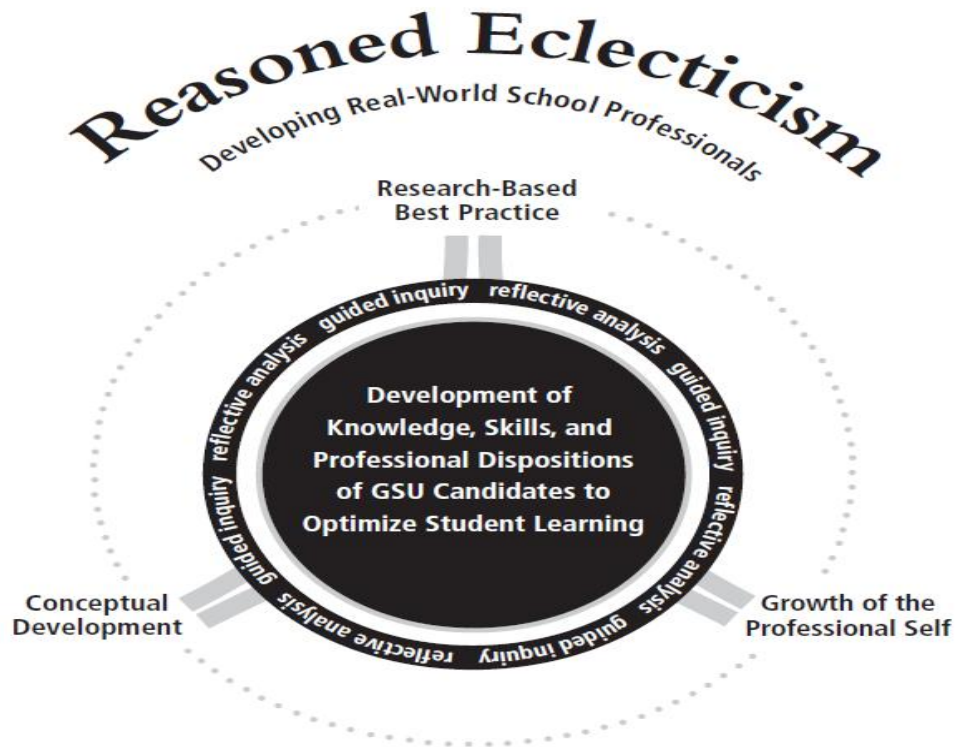 Reasoned Eclecticism
Developing Real-World School Professionals
Research-Based
Best Practice
guided inquiry reflective analysis guided inquiry reflective analysis guided inquiry reflective analysis guided inquiry reflective analysis
Development of
Knowledge, Skills, and
Professional Dispositions
of GSU Candidates to
Optimize Student Learning
Conceptual
Development
Growth of the
Professional Self